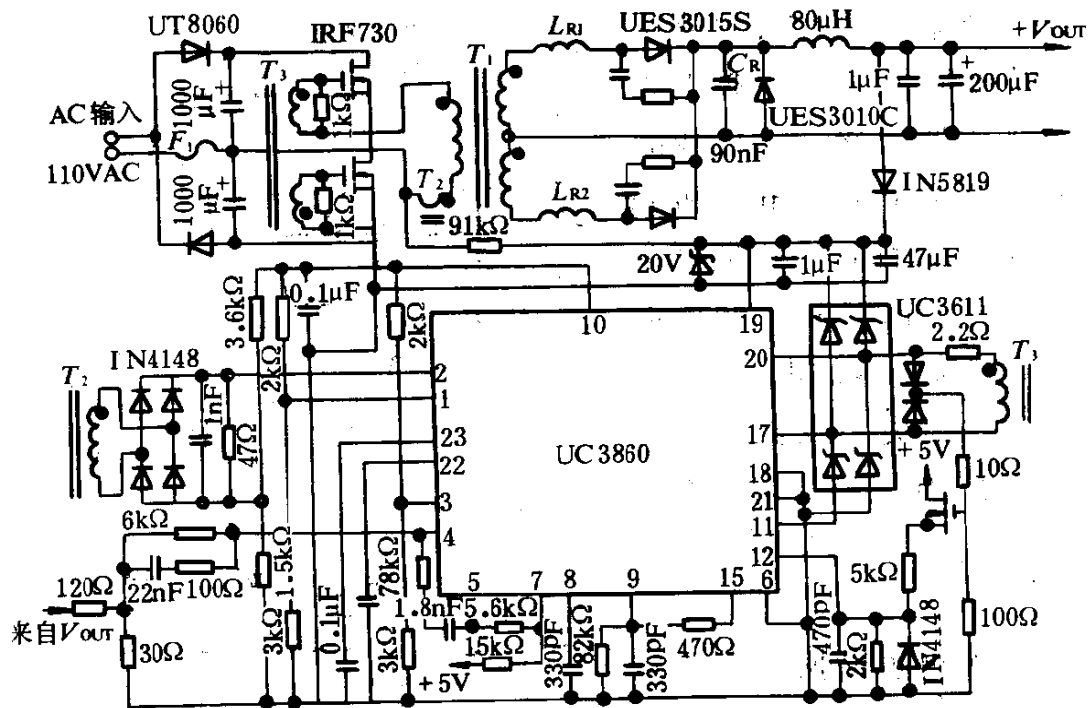 UT8060
IRF730
UES3015S
80μH
+V_OUT
L_R1
T_3
T_1
C_R
1μF
200μF
1000μF
1kΩ
UES3010C
AC 输入
F
110VAC
90nF
T_2
L_R2
IN5819
1000μF
1kΩ
91kΩ
20V
1μF
47μF
3.6kΩ
0.1μF
2kΩ
2kΩ
10
19
UC3611
2.2Ω
T_3
20
IN4148
T_2
1nF
47Ω
2
1
23
22
3
4
UC3860
17
18
21
11
12
+5V
10Ω
6kΩ
22nF
100Ω
120Ω
来自V_OUT
30Ω
1.5kΩ
3kΩ
0.1μF
78kΩ
3kΩ
5
7
8
9
15
6
1.8nF
5.6kΩ
15kΩ
+5V
330pF
82kΩ
330pF
470Ω
470pF
2kΩ
5kΩ
IN4148
100Ω